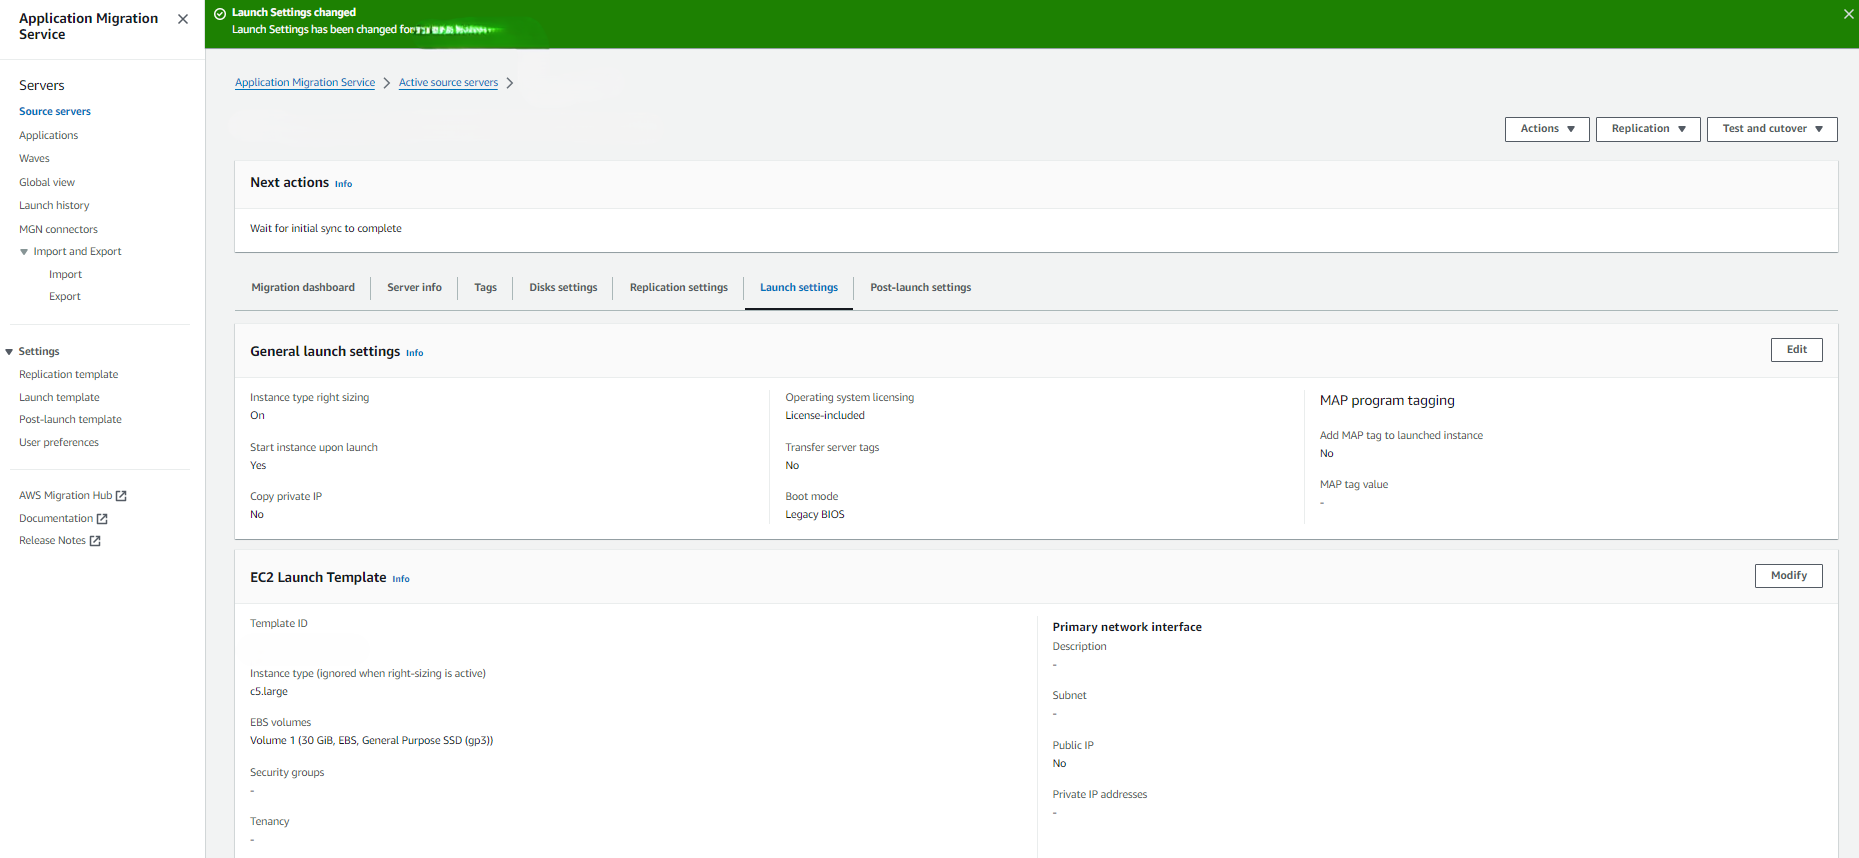 Application Migration
Service
Servers
Source servers
Applications
Waves
Global view
Launch history
MGN connectors
Import and Export
Import
Export
Settings
Replication template
Launch template
Post-launch template
User preferences
AWS Migration Hub
Documentation
Release Notes
Launch Settings changed
Launch Settings has been changed for
Application Migration Service
Active source servers
Actions
Replication
Test and cutover
Next actions Info
Wait for initial sync to complete
Migration dashboard
Server info
Tags
Disks settings
Replication settings
Launch settings
Post-launch settings
General launch settings Info
Edit
Instance type right sizing
On
Start instance upon launch
Yes
Copy private IP
No
Operating system licensing
License-included
Transfer server tags
No
Boot mode
Legacy BIOS
MAP program tagging
Add MAP tag to launched instance
No
MAP tag value
-
EC2 Launch Template Info
Modify
Template ID
Instance type (ignored when right-sizing is active)
c5.large
EBS volumes
Volume 1 (30 GiB, EBS, General Purpose SSD (gp3))
Security groups
-
Tenancy
-
Primary network interface
Description
-
Subnet
-
Public IP
No
Private IP addresses
-